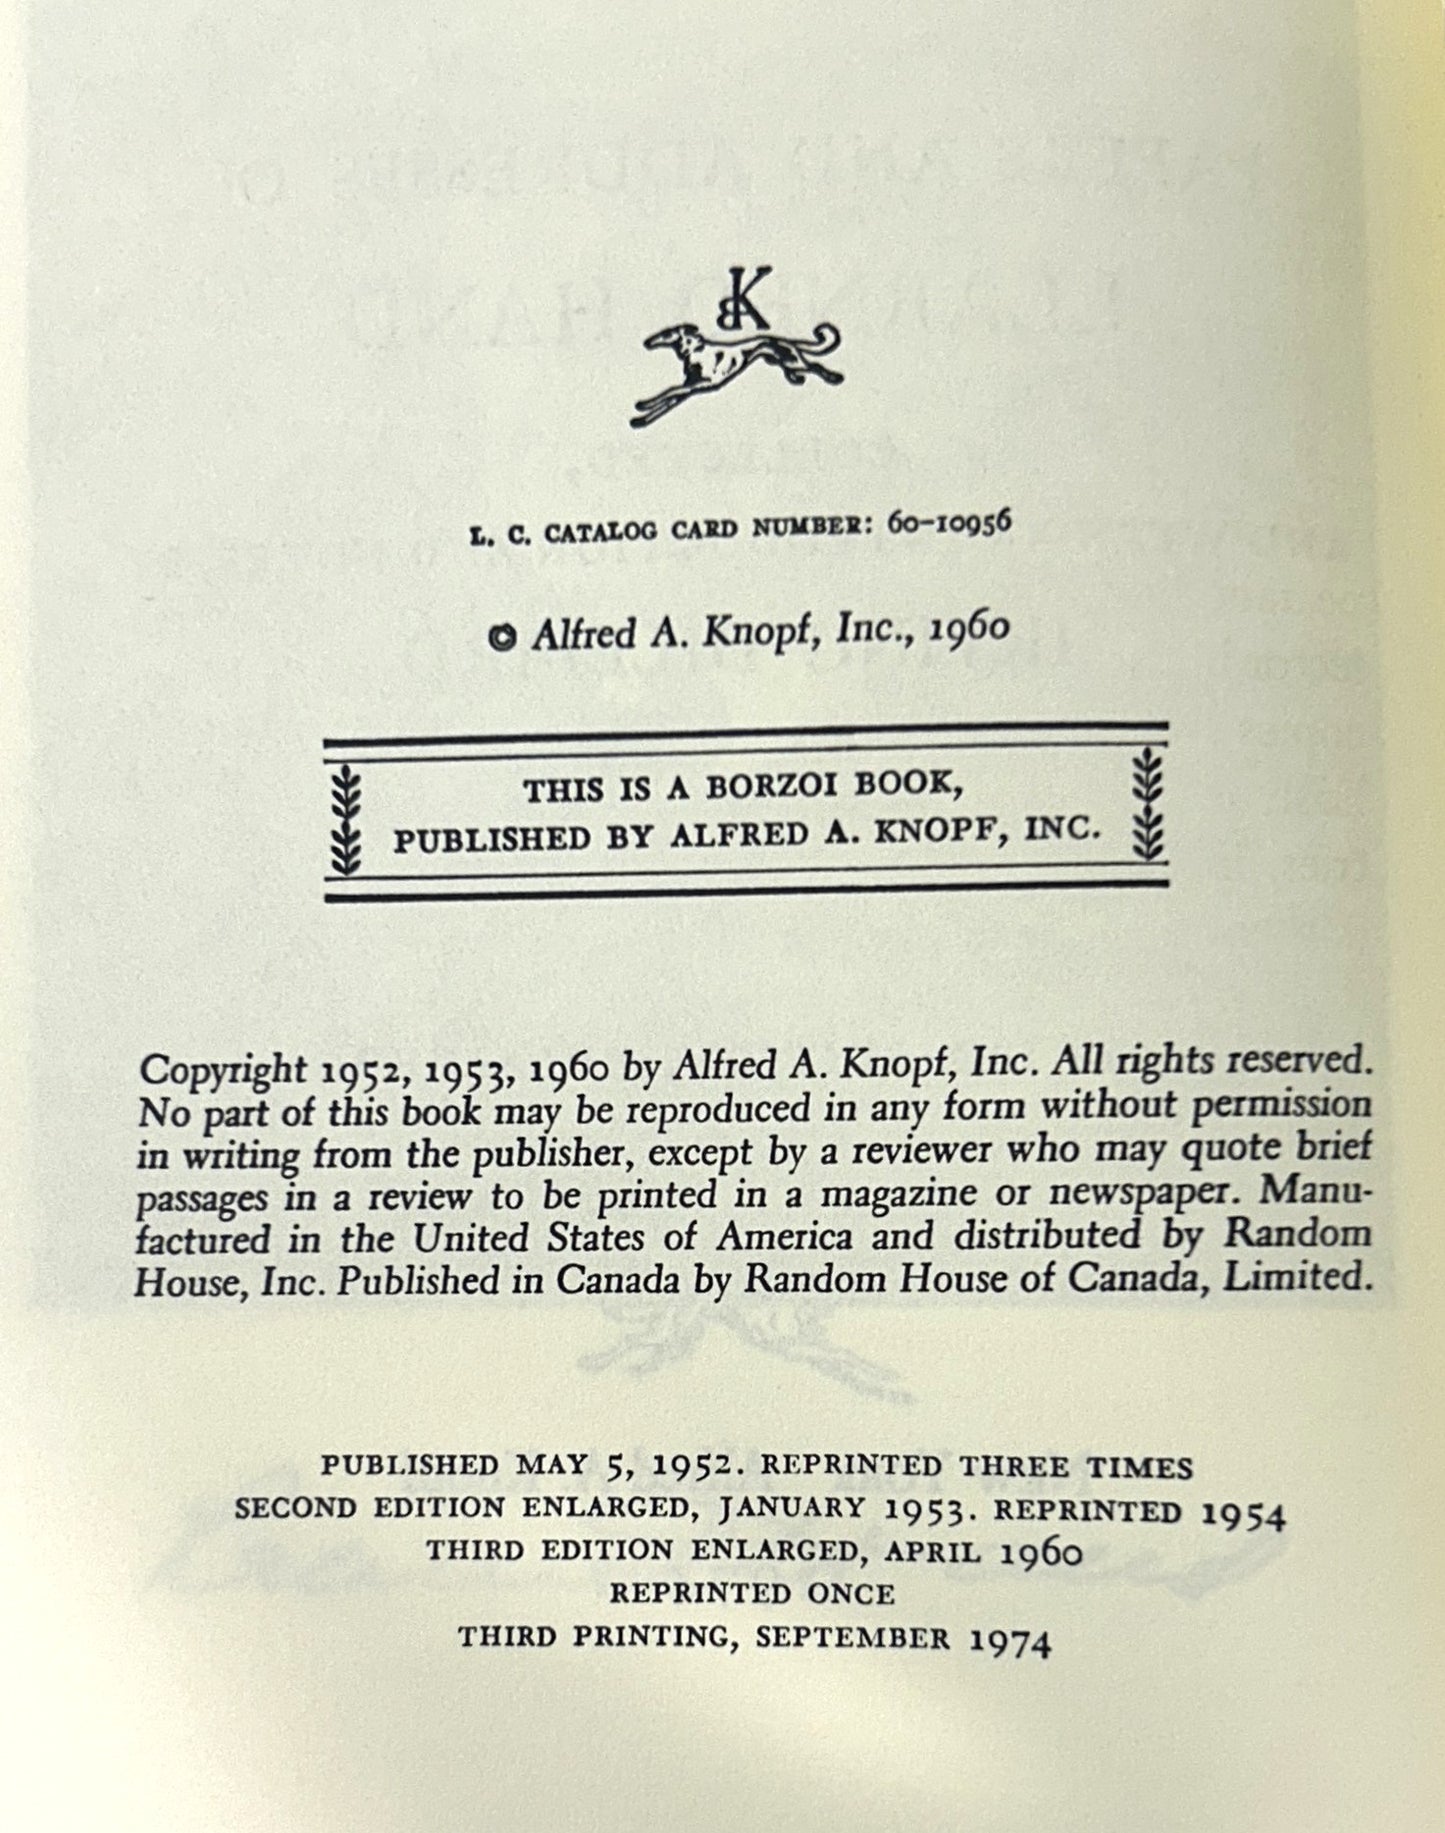 BK
L. C. CATALOG CARD NUMBER: 60-10956
© Alfred A. Knopf, Inc., 1960
THIS IS A BORZOI BOOK,
PUBLISHED BY ALFRED A. KNOPF, INC.
Copyright 1952, 1953, 1960 by Alfred A. Knopf, Inc. All rights reserved.
No part of this book may be reproduced in any form without permission
in writing from the publisher, except by a reviewer who may quote brief
passages in a review to be printed in a magazine or newspaper. Manu-
factured in the United States of America and distributed by Random
House, Inc. Published in Canada by Random House of Canada, Limited.
PUBLISHED MAY 5, 1952. REPRINTED THREE TIMES
SECOND EDITION ENLARGED, JANUARY 1953. REPRINTED 1954
THIRD EDITION ENLARGED, APRIL 1960
REPRINTED ONCE
THIRD PRINTING, SEPTEMBER 1974